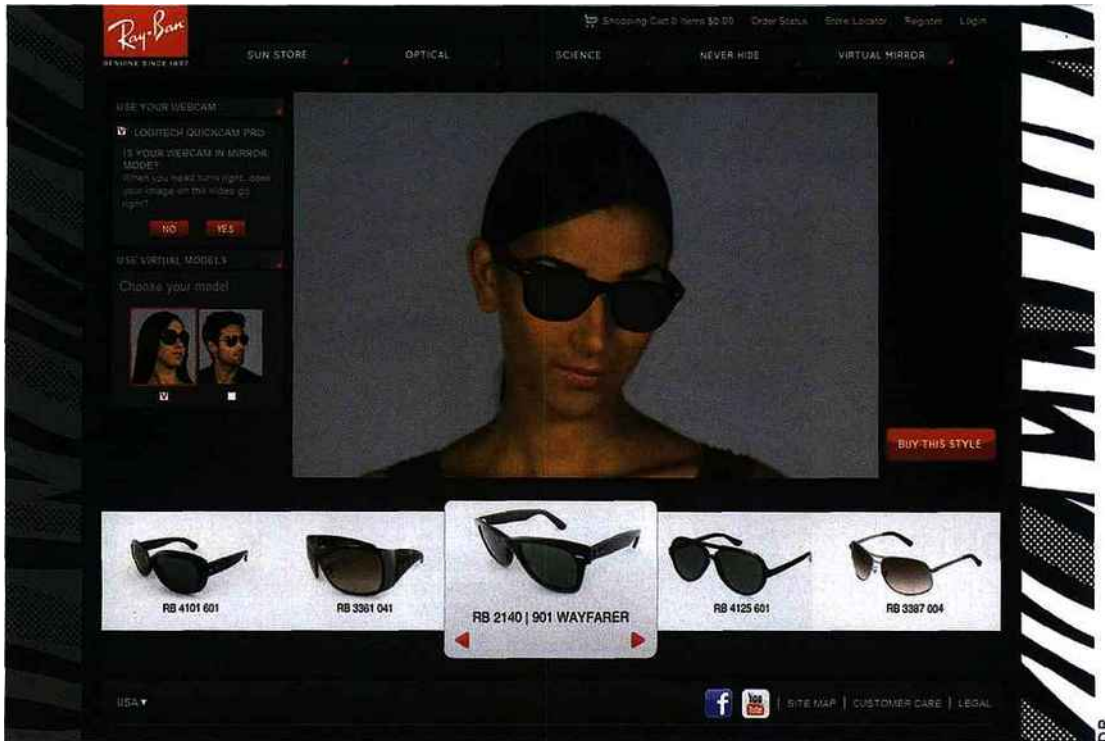 Ray-Ban
GENUINE SINCE 1937
Shopping Cart 0 Items $0.00 Order Status Store Locator Register Login
SUN STORE OPTICAL SCIENCE NEVER HIDE VIRTUAL MIRROR
USE YOUR WEBCAM
LOGITECH QUICKCAM PRO
IS YOUR WEBCAM IN MIRROR
MODE?
When you head turns right, does
your image on the video go
right?
NO YES
USE VIRTUAL MODELS
Choose your model
BUY THIS STYLE
RB 4101 601
RB 3361 041
RB 2140 | 901 WAYFARER
RB 4125 601
RB 3387 004
USA
f
You Tube
SITE MAP | CUSTOMER CARE | LEGAL